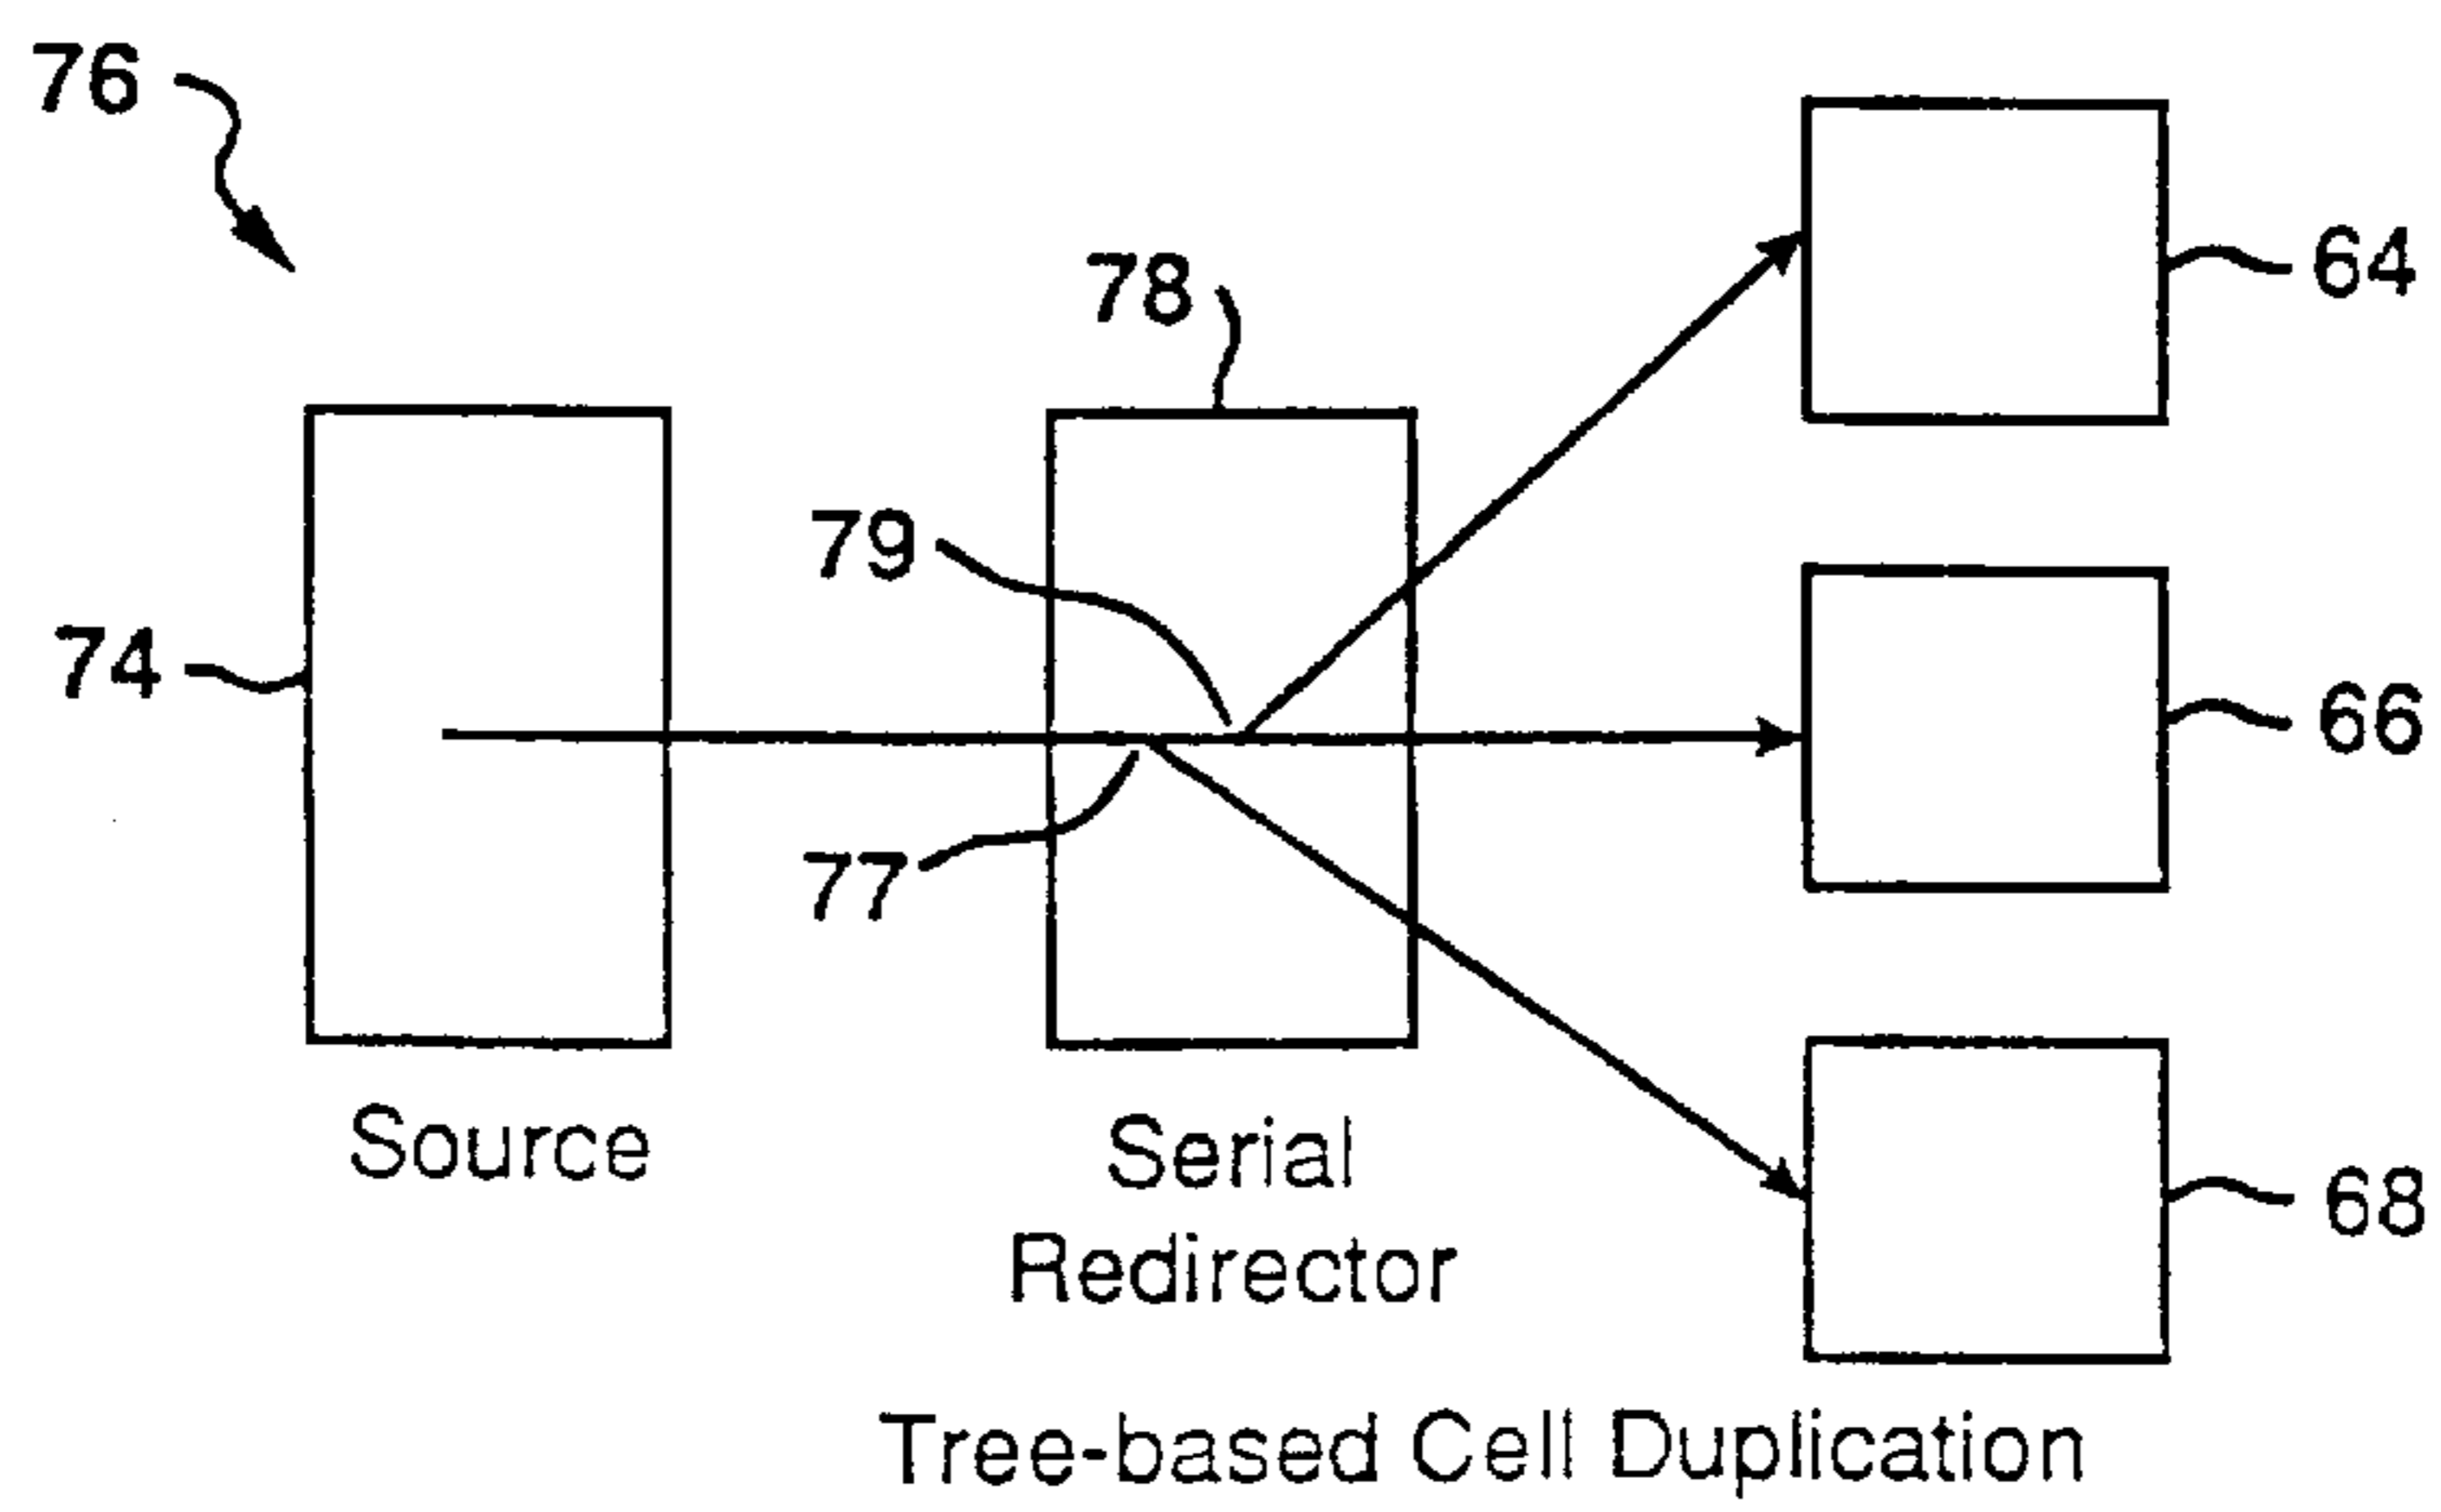 76
78
64
79
74
66
77
68
Source
Serial
Redirector
Tree-based Cell Duplication